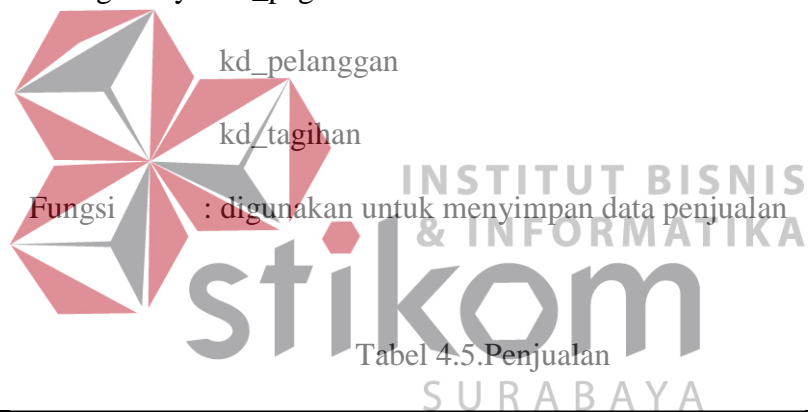 kd_pelanggan
kd_tagihan
INSTITUT BISNIS
Fungsi : digunakan untuk menyimpan data penjualan
& INFORMATIKA
stikom
Tabel 4.5.Penjualan
SURABAYA